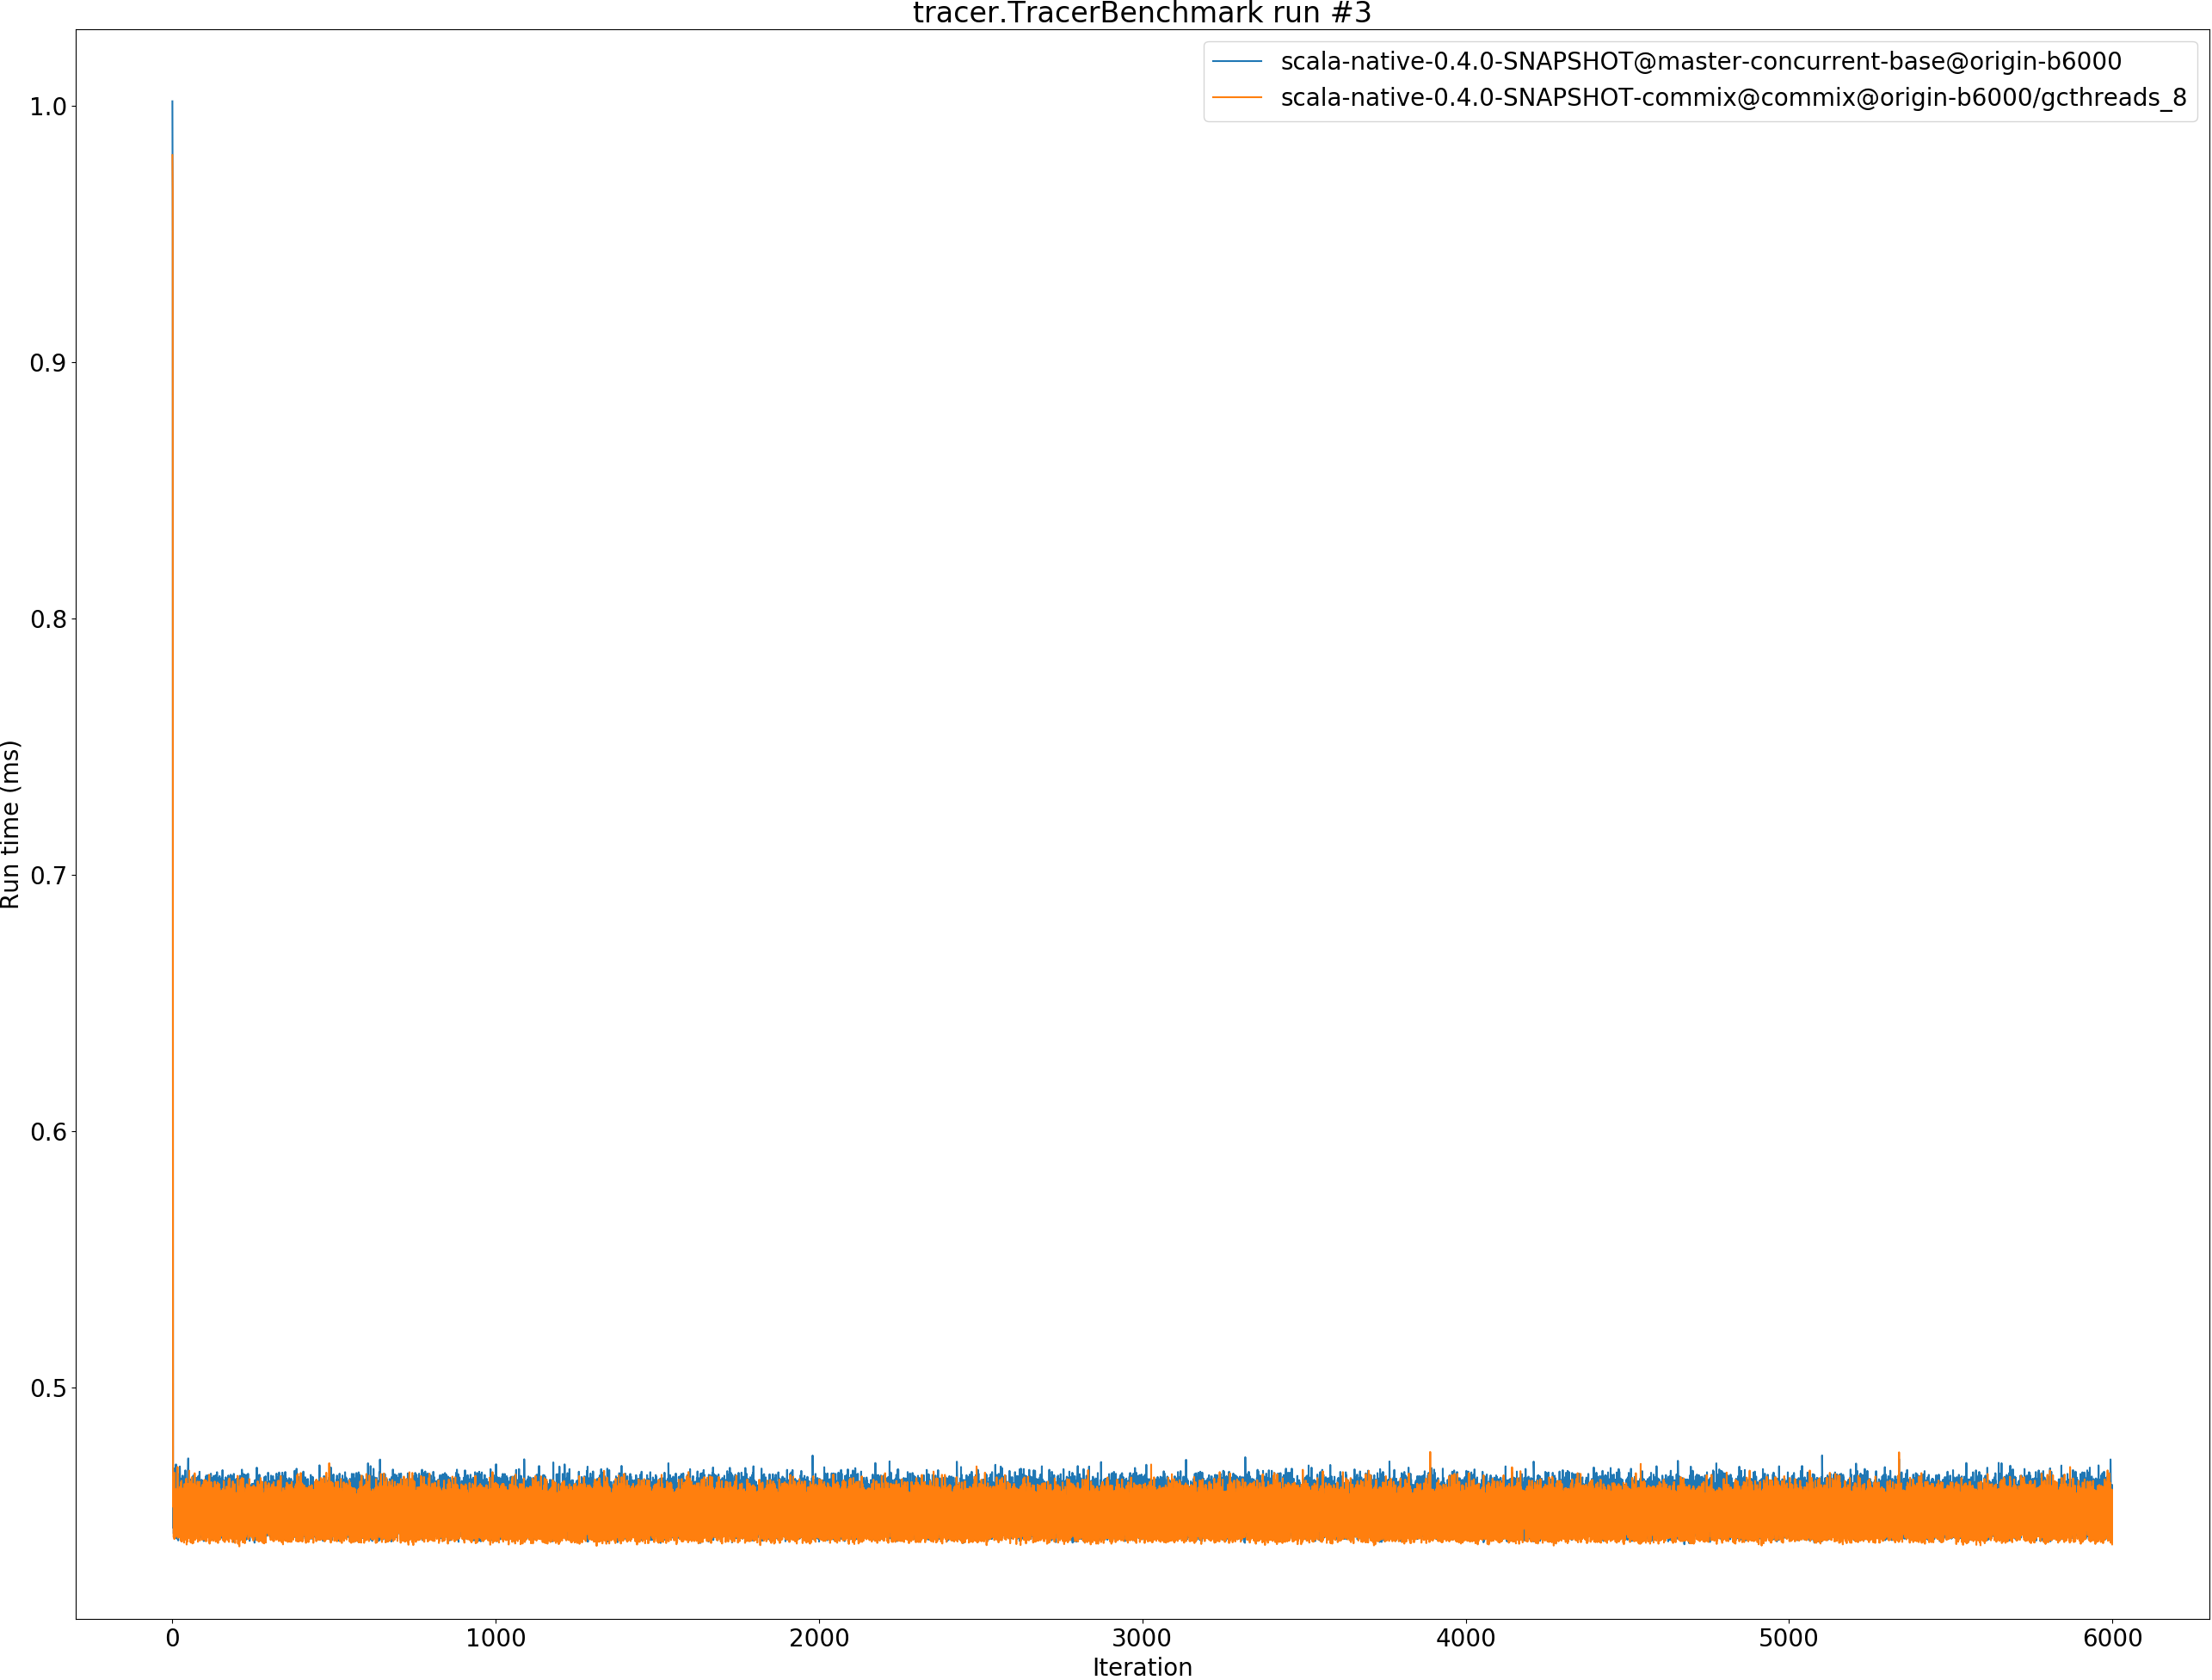 tracer.TracerBenchmark run #3
scala-native-0.4.0-SNAPSHOT@master-concurrent-base@origin-b6000
scala-native-0.4.0-SNAPSHOT-commix@commix@origin-b6000/gcthreads_8
1.0
0.9
0.8
0.7
0.6
0.5
Run time (ms)
0 1000 2000 3000 4000 5000 6000
Iteration